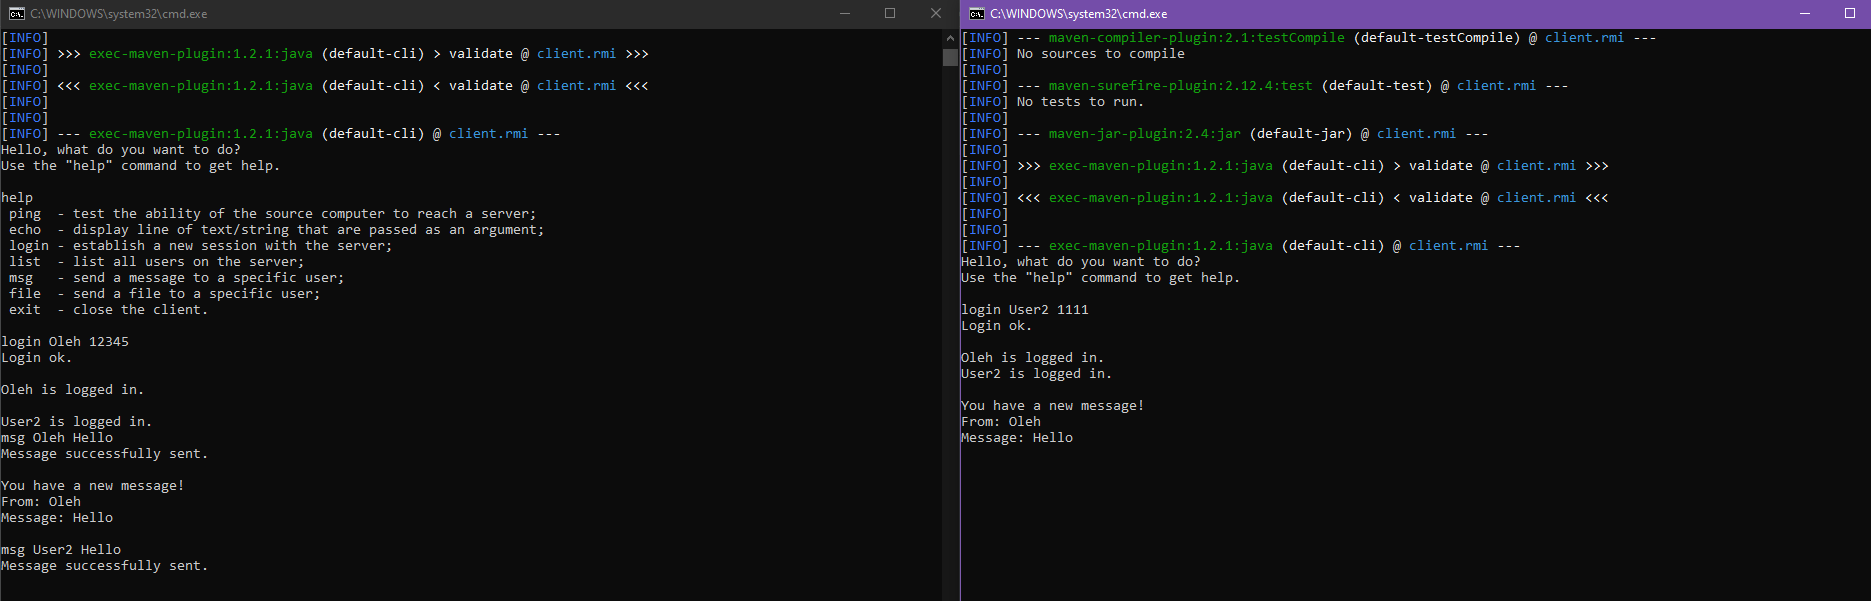 C:\WINDOWS\system32\cmd.exe
[INFO]
[INFO] >>> exec-maven-plugin:1.2.1:java (default-cli) > validate @ client.rmi >>>
[INFO]
[INFO] <<< exec-maven-plugin:1.2.1:java (default-cli) < validate @ client.rmi <<<
[INFO]
[INFO]
[INFO] --- exec-maven-plugin:1.2.1:java (default-cli) @ client.rmi ---
Hello, what do you want to do?
Use the "help" command to get help.

help
 ping  - test the ability of the source computer to reach a server;
 echo  - display line of text/string that are passed as an argument;
 login - establish a new session with the server;
 list  - list all users on the server;
 msg   - send a message to a specific user;
 file  - send a file to a specific user;
 exit  - close the client.

login Oleh 12345
Login ok.

Oleh is logged in.

User2 is logged in.
msg Oleh Hello
Message successfully sent.

You have a new message!
From: Oleh
Message: Hello

msg User2 Hello
Message successfully sent.

C:\WINDOWS\system32\cmd.exe
[INFO] --- maven-compiler-plugin:2.1:testCompile (default-testCompile) @ client.rmi ---
[INFO] No sources to compile
[INFO]
[INFO] --- maven-surefire-plugin:2.12.4:test (default-test) @ client.rmi ---
[INFO] No tests to run.
[INFO]
[INFO] --- maven-jar-plugin:2.4:jar (default-jar) @ client.rmi ---
[INFO]
[INFO] >>> exec-maven-plugin:1.2.1:java (default-cli) > validate @ client.rmi >>>
[INFO]
[INFO] <<< exec-maven-plugin:1.2.1:java (default-cli) < validate @ client.rmi <<<
[INFO]
[INFO]
[INFO] --- exec-maven-plugin:1.2.1:java (default-cli) @ client.rmi ---
Hello, what do you want to do?
Use the "help" command to get help.

login User2 1111
Login ok.

Oleh is logged in.
User2 is logged in.

You have a new message!
From: Oleh
Message: Hello